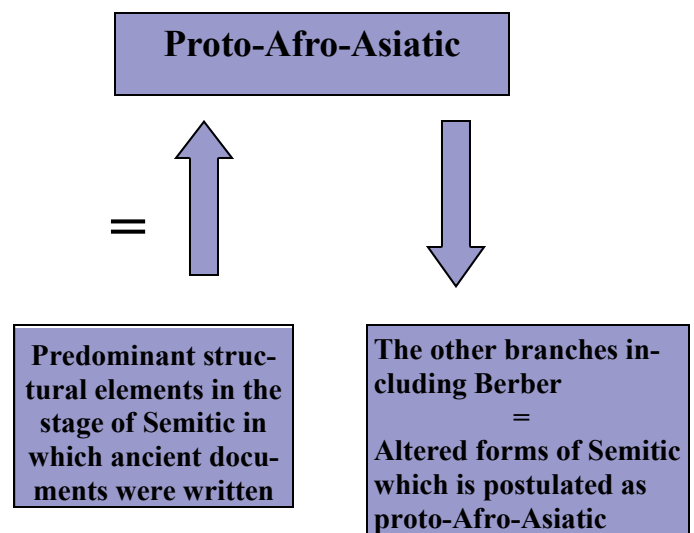 Proto-Afro-Asiatic
=
Predominant struc-
tural elements in the
stage of Semitic in
which ancient docu-
ments were written
The other branches in-
cluding Berber
=
Altered forms of Semitic
which is postulated as
proto-Afro-Asiatic